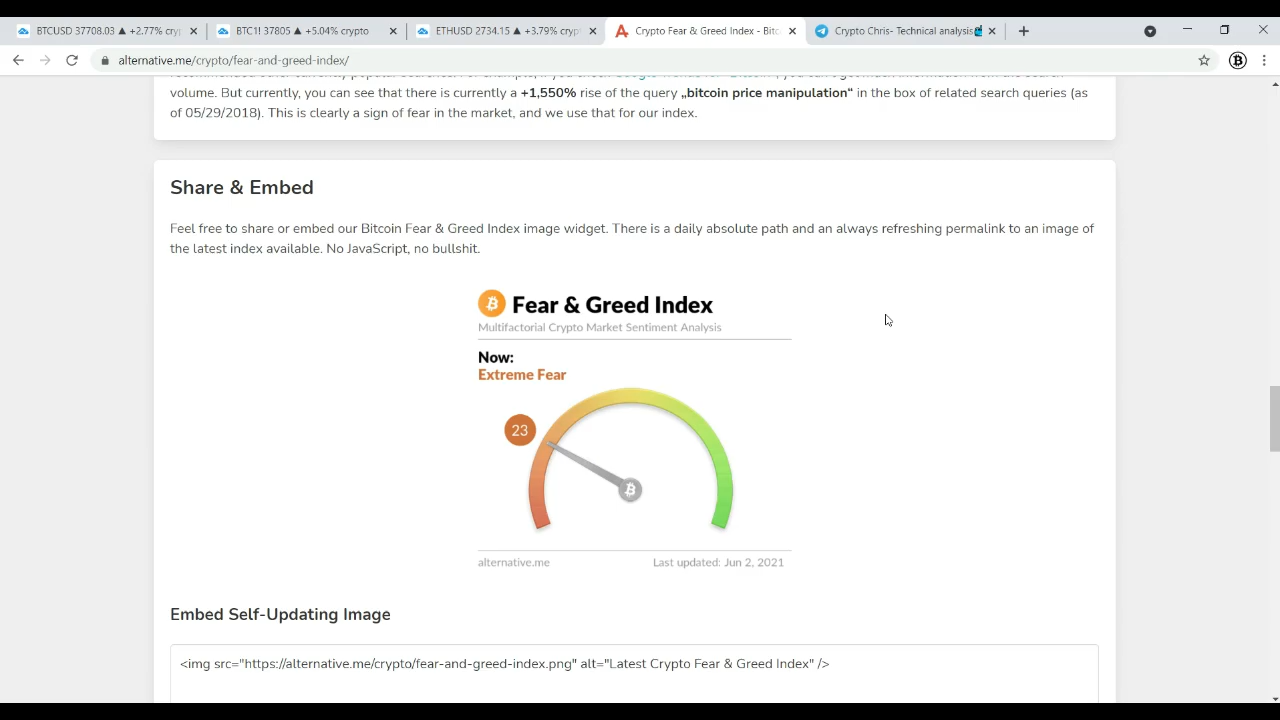 BTCUSD 37708.03 ▲ +2.77% cryp
BTC1! 37805 ▲ +5.04% crypto
ETHUSD 2734.15 ▲ +3.79% crypt
Crypto Fear & Greed Index - Bitc
Crypto Chris- Technical analysis
alternative.me/crypto/fear-and-greed-index/
volume. But currently, you can see that there is currently a +1,550% rise of the query „bitcoin price manipulation“ in the box of related search queries (as
of 05/29/2018). This is clearly a sign of fear in the market, and we use that for our index.
Share & Embed
Feel free to share or embed our Bitcoin Fear & Greed Index image widget. There is a daily absolute path and an always refreshing permalink to an image of
the latest index available. No JavaScript, no bullshit.
Fear & Greed Index
Multifactorial Crypto Market Sentiment Analysis
Now:
Extreme Fear
23
alternative.me
Last updated: Jun 2, 2021
Embed Self-Updating Image
<img src="https://alternative.me/crypto/fear-and-greed-index.png" alt="Latest Crypto Fear & Greed Index" />